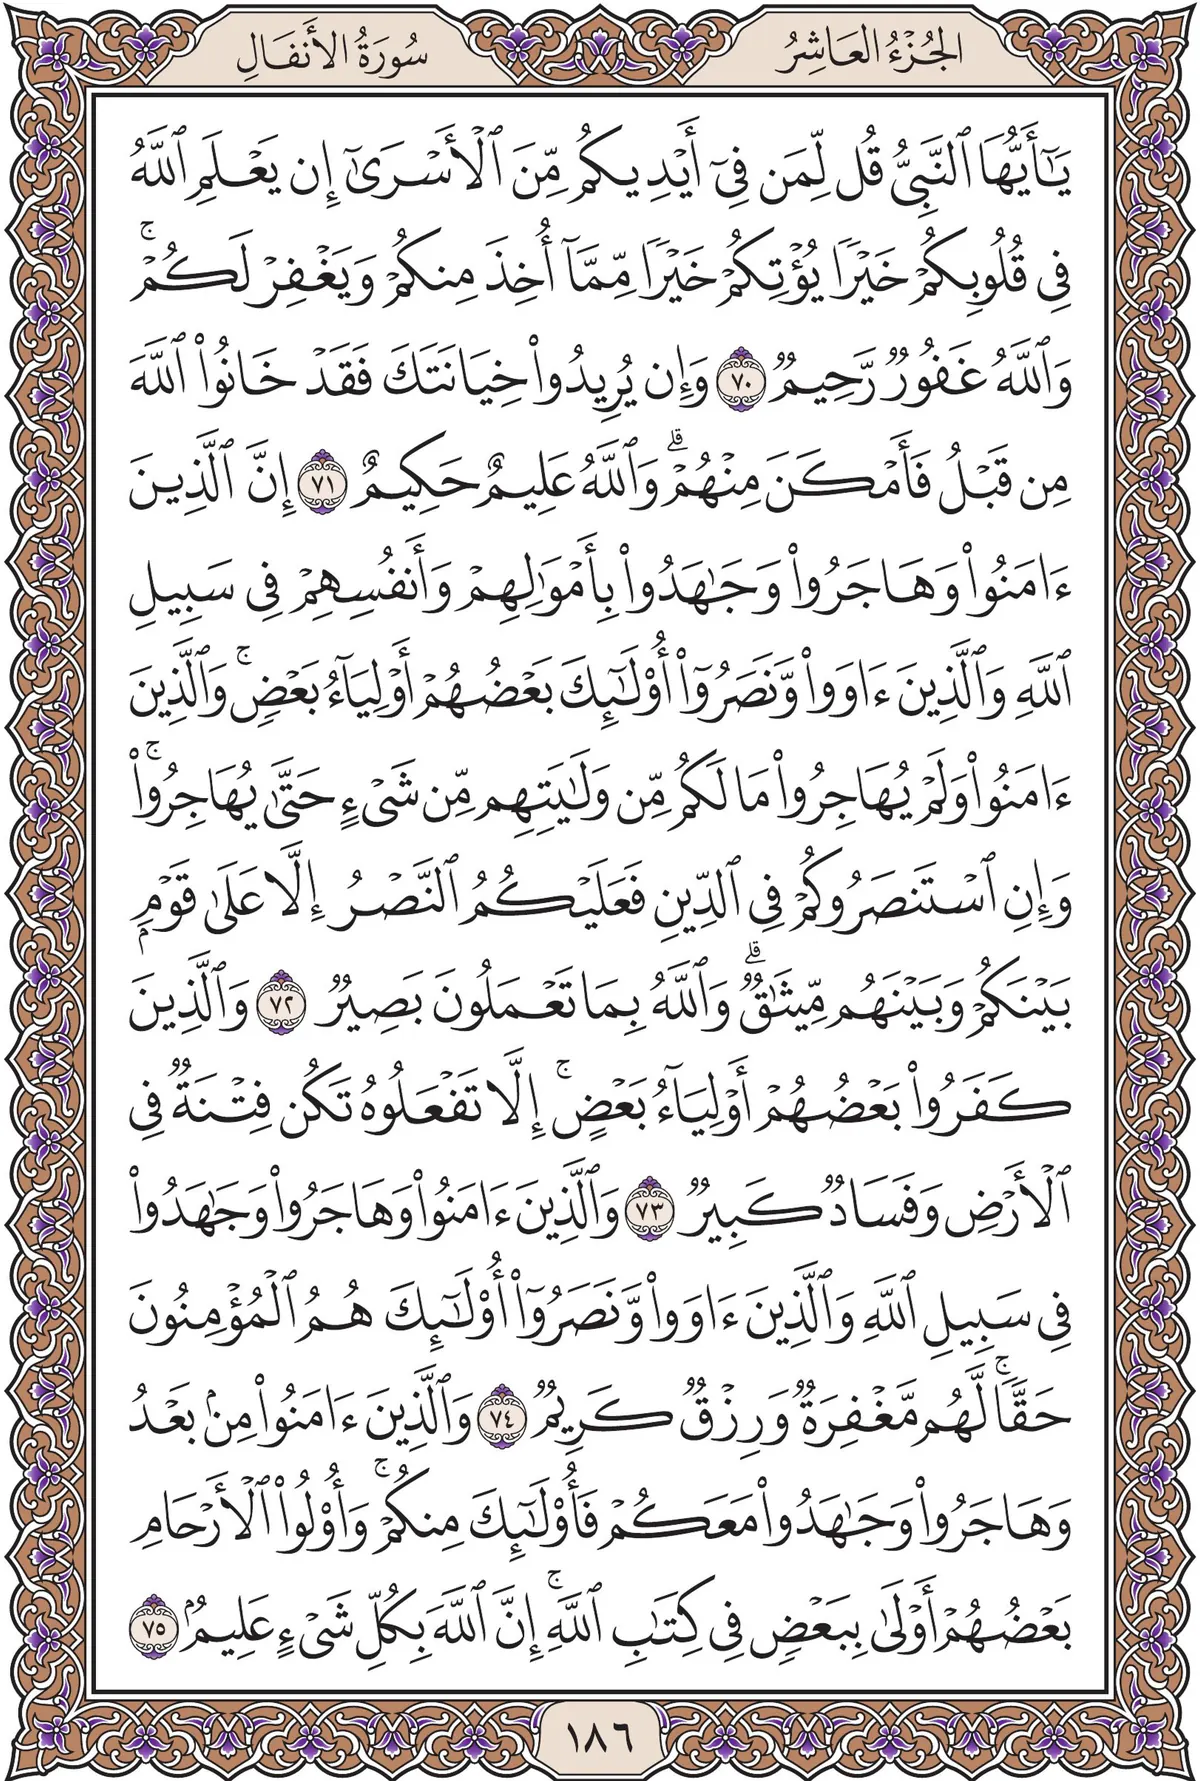 الجُزْءُ العَاشِرُ
سُورَةُ الأَنفَالِ
يَٰٓأَيُّهَا ٱلنَّبِيُّ قُل لِّمَن فِيٓ أَيۡدِيكُم مِّنَ ٱلۡأَسۡرَىٰٓ إِن يَعۡلَمِ ٱللَّهُ
فِي قُلُوبِكُمۡ خَيۡرٗا يُؤۡتِكُمۡ خَيۡرٗا مِّمَّآ أُخِذَ مِنكُمۡ وَيَغۡفِرۡ لَكُمۡۚ
وَٱللَّهُ غَفُورٞ رَّحِيمٞ ٧٠ وَإِن يُرِيدُواْ خِيَانَتَكَ فَقَدۡ خَانُواْ ٱللَّهَ
مِن قَبۡلُ فَأَمۡكَنَ مِنۡهُمۡۗ وَٱللَّهُ عَلِيمٌ حَكِيمٌ ٧١ إِنَّ ٱلَّذِينَ
ءَامَنُواْ وَهَاجَرُواْ وَجَٰهَدُواْ بِأَمۡوَٰلِهِمۡ وَأَنفُسِهِمۡ فِي سَبِيلِ
ٱللَّهِ وَٱلَّذِينَ ءَاوَواْ وَّنَصَرُوٓاْ أُوْلَٰٓئِكَ بَعۡضُهُمۡ أَوۡلِيَآءُ بَعۡضٖۚ وَٱلَّذِينَ
ءَامَنُواْ وَلَمۡ يُهَاجِرُواْ مَا لَكُم مِّن وَلَٰيَتِهِم مِّن شَيۡءٍ حَتَّىٰ يُهَاجِرُواْۚ
وَإِنِ ٱسۡتَنصَرُوكُمۡ فِي ٱلدِّينِ فَعَلَيۡكُمُ ٱلنَّصۡرُ إِلَّا عَلَىٰ قَوۡمِۭ
بَيۡنَكُمۡ وَبَيۡنَهُم مِّيثَٰقٞۗ وَٱللَّهُ بِمَا تَعۡمَلُونَ بَصِيرٞ ٧٢ وَٱلَّذِينَ
كَفَرُواْ بَعۡضُهُمۡ أَوۡلِيَآءُ بَعۡضٍۚ إِلَّا تَفۡعَلُوهُ تَكُن فِتۡنَةٞ فِي
ٱلۡأَرۡضِ وَفَسَادٞ كَبِيرٞ ٧٣ وَٱلَّذِينَ ءَامَنُواْ وَهَاجَرُواْ وَجَٰهَدُواْ
فِي سَبِيلِ ٱللَّهِ وَٱلَّذِينَ ءَاوَواْ وَّنَصَرُوٓاْ أُوْلَٰٓئِكَ هُمُ ٱلۡمُؤۡمِنُونَ
حَقّٗاۚ لَّهُم مَّغۡفِرَةٞ وَرِزۡقٞ كَرِيمٞ ٧٤ وَٱلَّذِينَ ءَامَنُواْ مِنۢ بَعۡدُ
وَهَاجَرُواْ وَجَٰهَدُواْ مَعَكُمۡ فَأُوْلَٰٓئِكَ مِنكُمۡۚ وَأُوْلُواْ ٱلۡأَرۡحَامِ
بَعۡضُهُمۡ أَوۡلَىٰ بِبَعۡضٖ فِي كِتَٰبِ ٱللَّهِۚ إِنَّ ٱللَّهَ بِكُلِّ شَيۡءٍ عَلِيمُۢ ٧٥
١٨٦